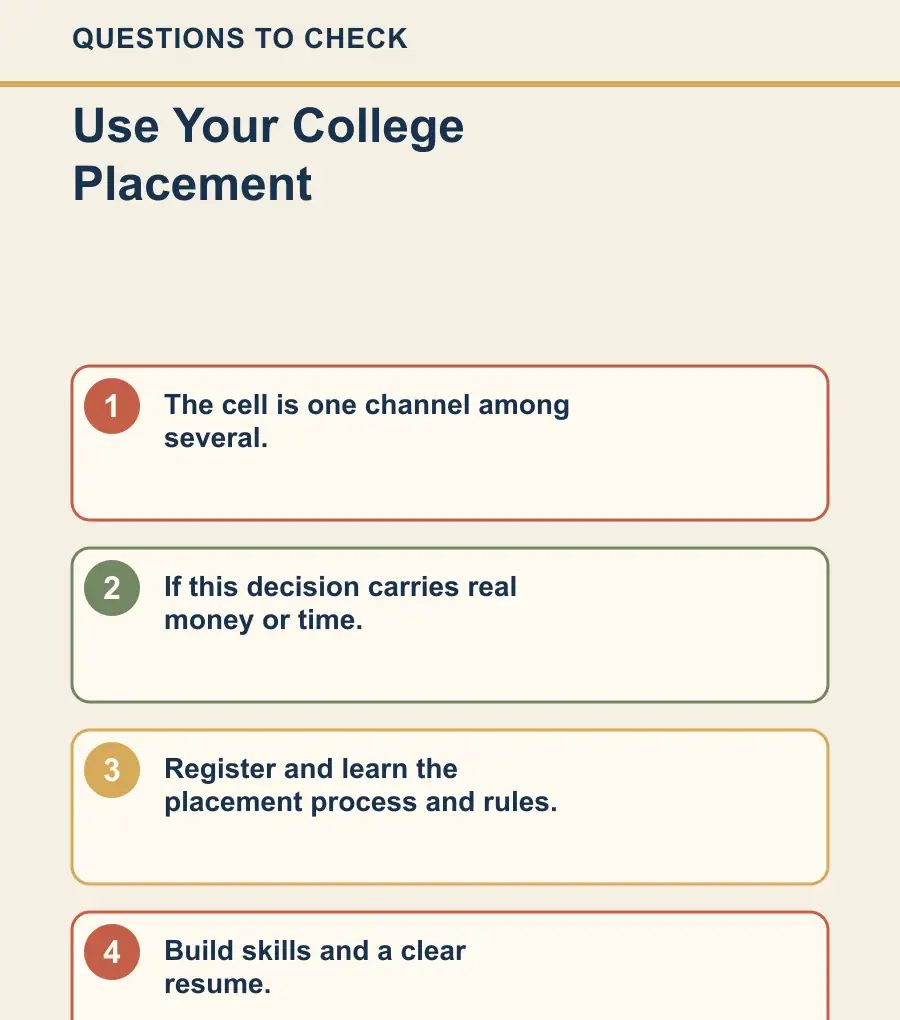 QUESTIONS TO CHECK
Use Your College
Placement
1
The cell is one channel among
several.
2
If this decision carries real
money or time.
3
Register and learn the
placement process and rules.
4
Build skills and a clear
resume.